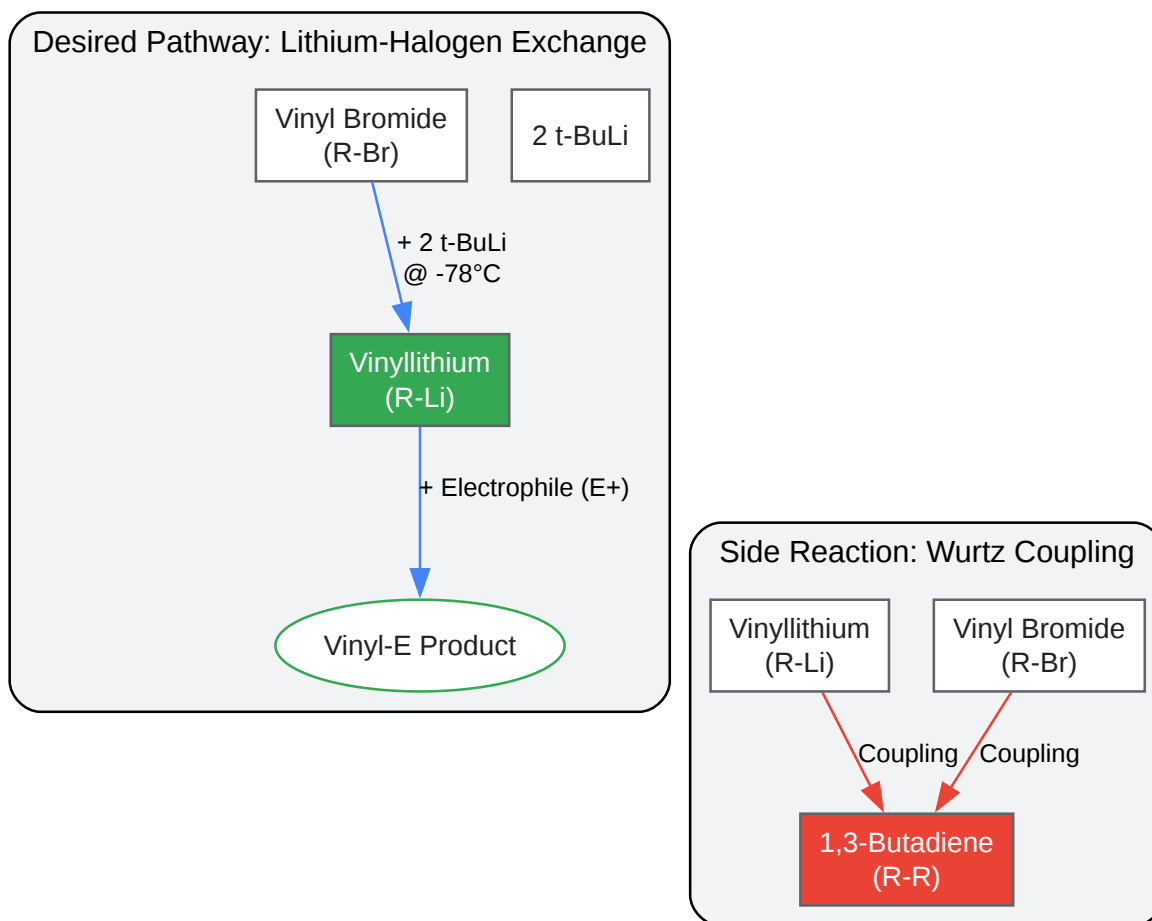 Desired Pathway: Lithium-Halogen Exchange
Vinyl Bromide
(R-Br)
2 t-BuLi
+ 2 t-BuLi
@ -78°C
Vinyllithium
(R-Li)
+ Electrophile (E+)
Vinyl-E Product
Side Reaction: Wurtz Coupling
Vinyllithium
(R-Li)
Vinyl Bromide
(R-Br)
Coupling
Coupling
1,3-Butadiene
(R-R)